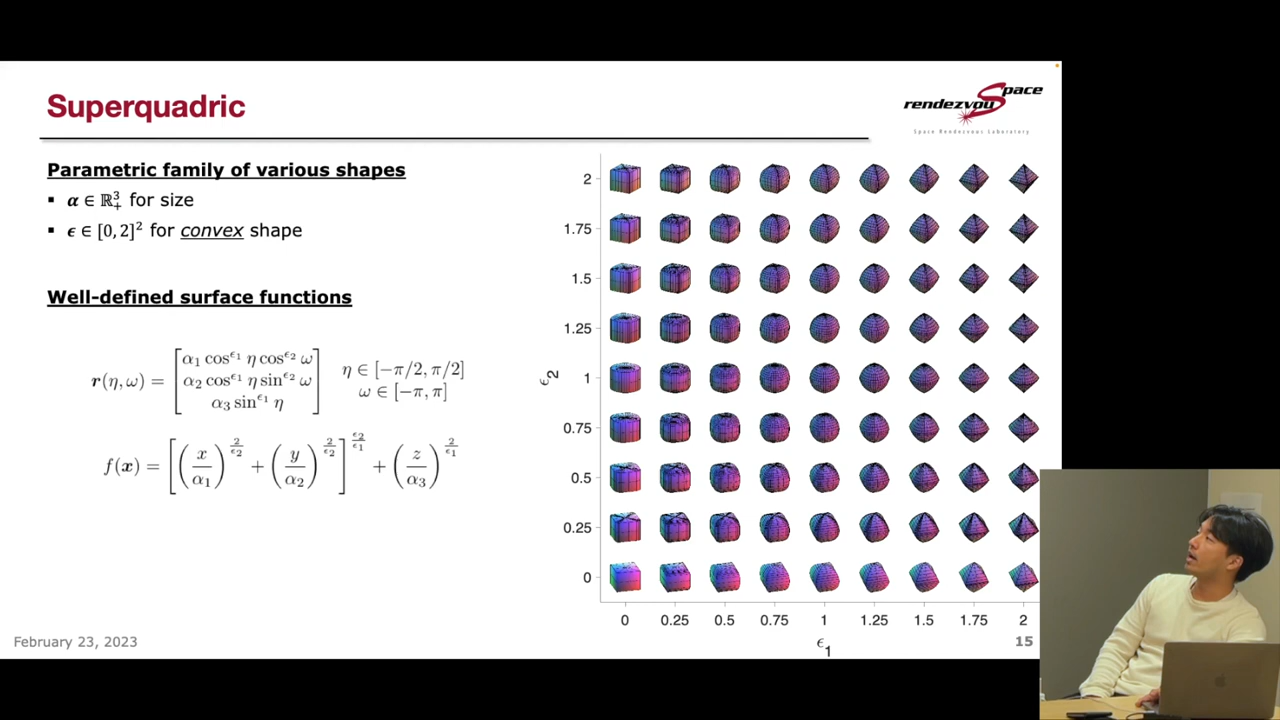 Superquadric
rendezvous Space
Space Rendezvous Laboratory
Parametric family of various shapes
▪ α ∈ ℝ₊³ for size
▪ ϵ ∈ [0, 2]² for convex shape
Well-defined surface functions
r(η, ω) = [α₁ cos^ϵ₁ η cos^ϵ₂ ω
α₂ cos^ϵ₁ η sin^ϵ₂ ω
α₃ sin^ϵ₁ η]
η ∈ [−π/2, π/2]
ω ∈ [−π, π]
f(x) = [(x/α₁)^(2/ϵ₂) + (y/α₂)^(2/ϵ₂)]^(ϵ₂/ϵ₁) + (z/α₃)^(2/ϵ₁)
2
1.75
1.5
1.25
1
0.75
0.5
0.25
0
ϵ₂
0 0.25 0.5 0.75 1 1.25 1.5 1.75 2
ϵ₁
February 23, 2023
15